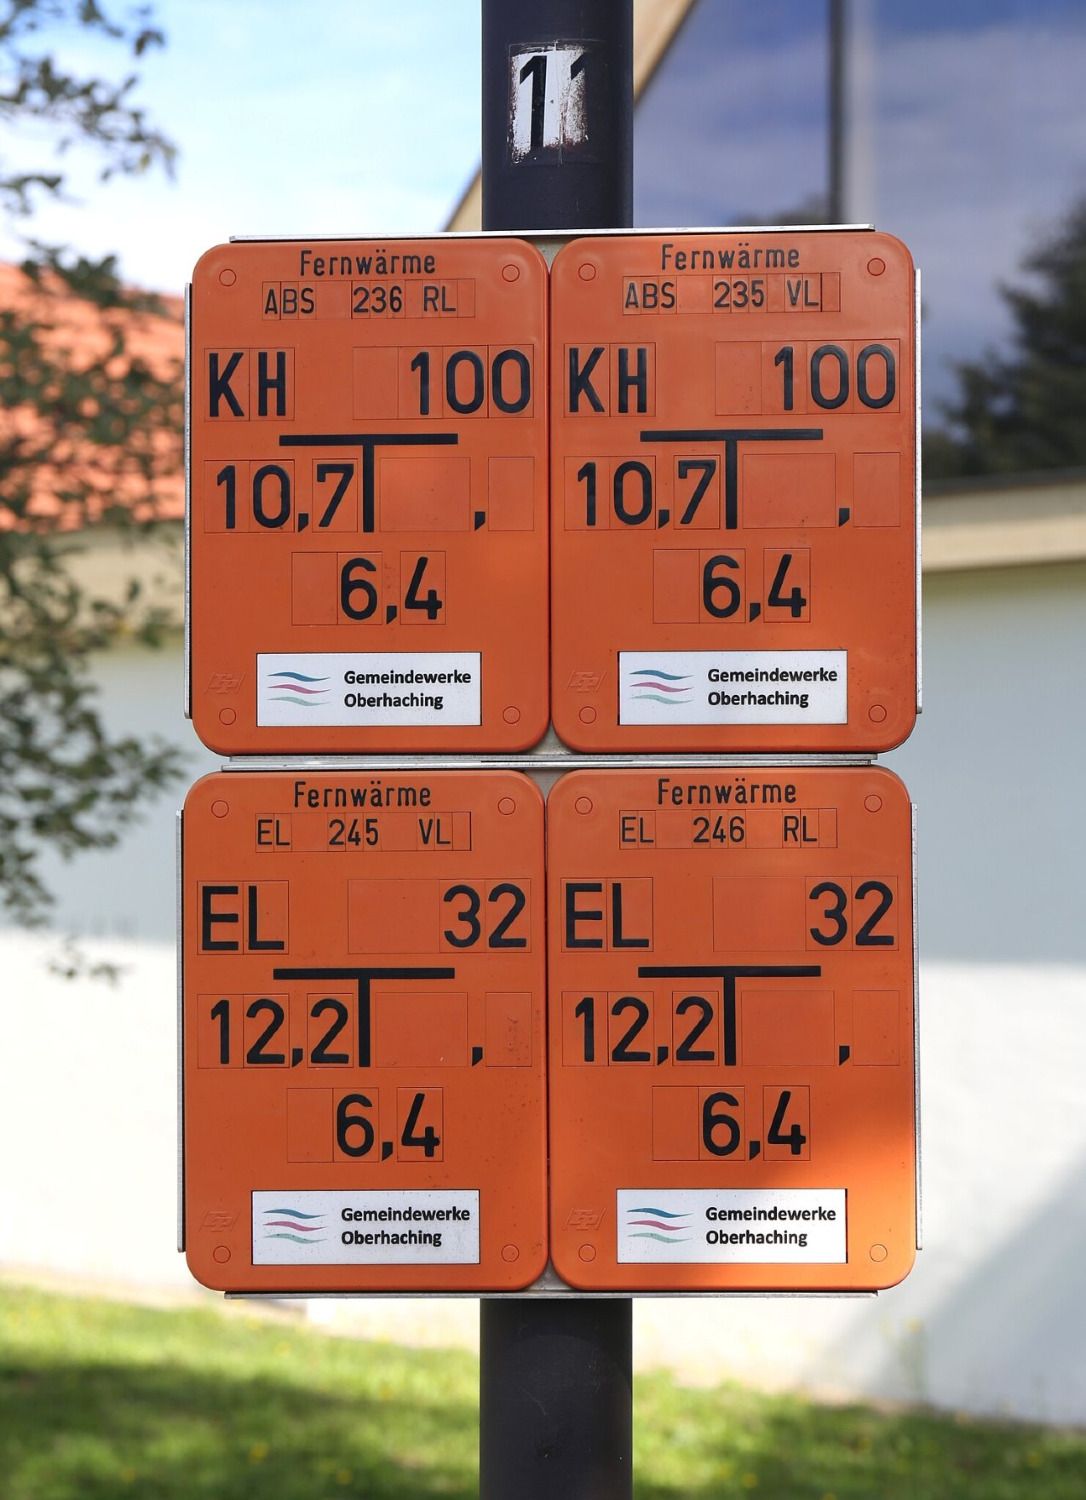 11
Fernwärme
ABS 236 RL
KH 100
10,7 ,
6,4
Gemeindewerke
Oberhaching
Fernwärme
ABS 235 VL
KH 100
10,7 ,
6,4
Gemeindewerke
Oberhaching
Fernwärme
EL 245 VL
EL 32
12,2 ,
6,4
Gemeindewerke
Oberhaching
Fernwärme
EL 246 RL
EL 32
12,2 ,
6,4
Gemeindewerke
Oberhaching